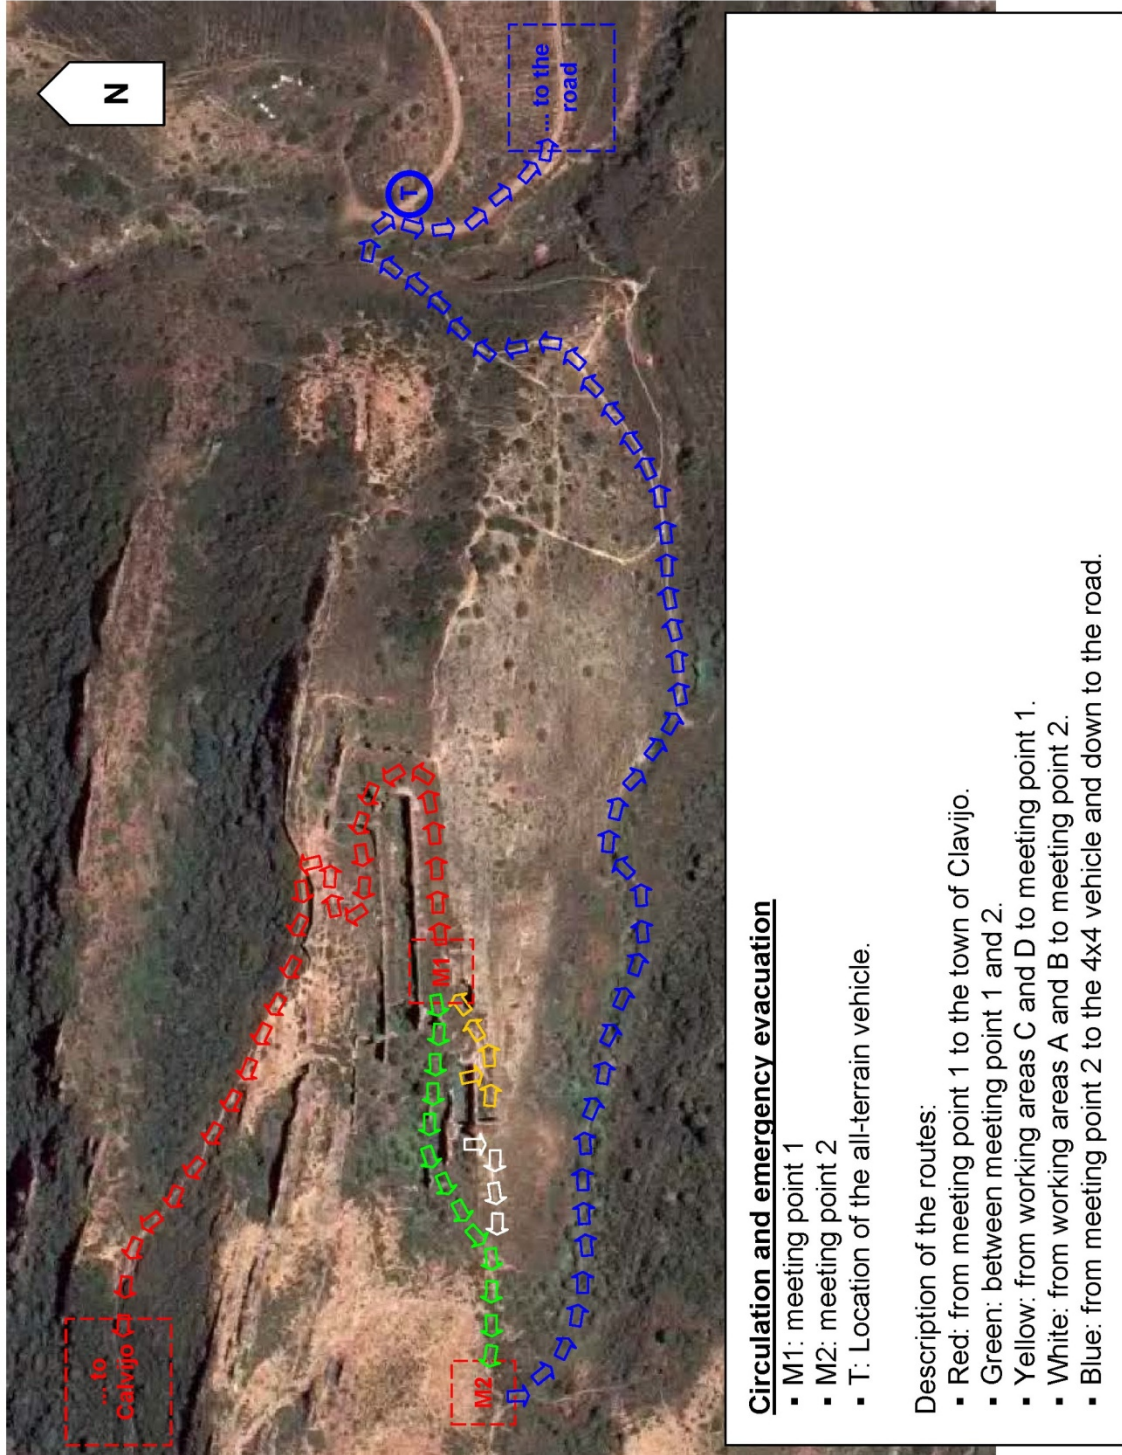 N
... to
Calvijo
M2
M1
T
... to the
road
Circulation and emergency evacuation
▪ M1: meeting point 1
▪ M2: meeting point 2
▪ T: Location of the all-terrain vehicle.
Description of the routes:
▪ Red: from meeting point 1 to the town of Clavijo.
▪ Green: between meeting point 1 and 2.
▪ Yellow: from working areas C and D to meeting point 1.
▪ White: from working areas A and B to meeting point 2.
▪ Blue: from meeting point 2 to the 4x4 vehicle and down to the road.